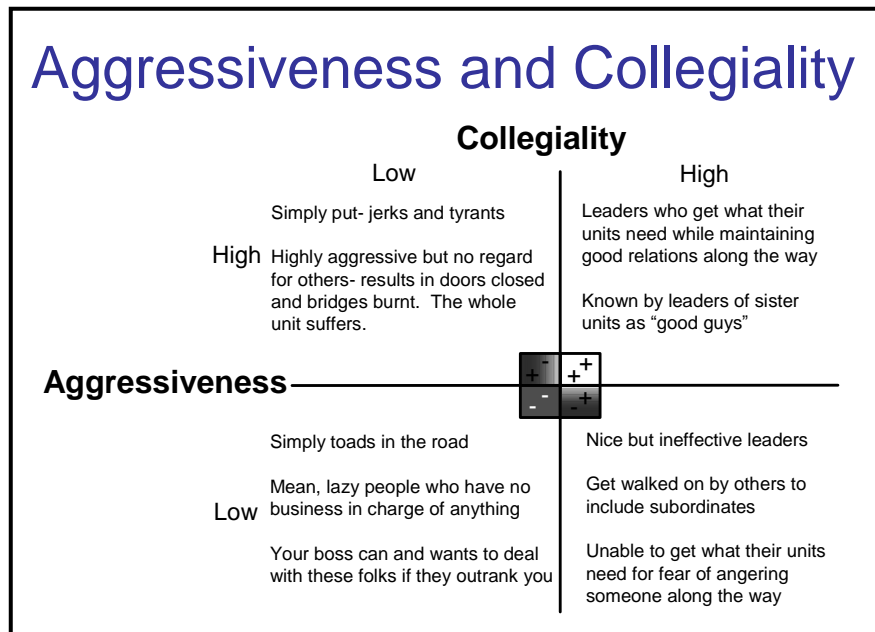 Aggressiveness and Collegiality
Collegiality
Low
High
High
Simply put- jerks and tyrants
Highly aggressive but no regard
for others- results in doors closed
and bridges burnt.  The whole
unit suffers.
Leaders who get what their
units need while maintaining
good relations along the way
Known by leaders of sister
units as “good guys”
Aggressiveness
- +
+ +
- -
+ -
Low
Simply toads in the road
Mean, lazy people who have no
business in charge of anything
Your boss can and wants to deal
with these folks if they outrank you
Nice but ineffective leaders
Get walked on by others to
include subordinates
Unable to get what their units
need for fear of angering
someone along the way